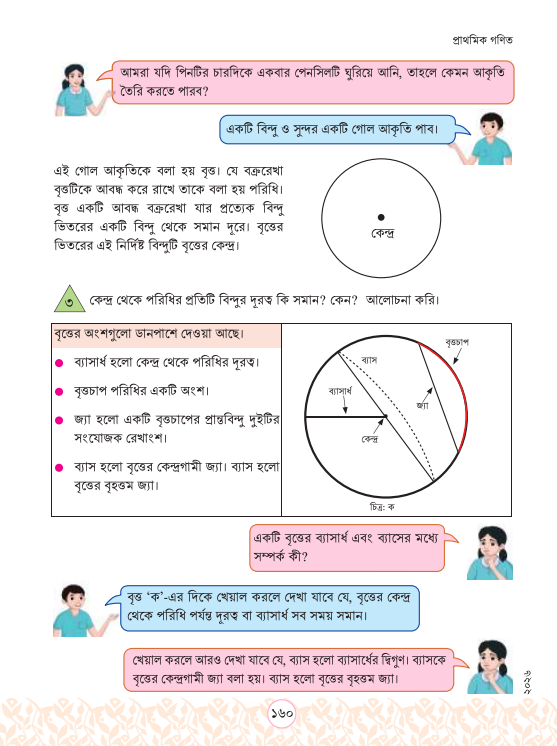 প্রাথমিক গণিত
আমরা যদি পিনটির চারদিকে একবার পেনসিলটি ঘুরিয়ে আনি, তাহলে কেমন আকৃতি
তৈরি করতে পারব?
একটি বিন্দু ও সুন্দর একটি গোল আকৃতি পাব।
এই গোল আকৃতিকে বলা হয় বৃত্ত। যে বক্ররেখা
বৃত্তটিকে আবদ্ধ করে রাখে তাকে বলা হয় পরিধি।
বৃত্ত একটি আবদ্ধ বক্ররেখা যার প্রত্যেক বিন্দু
ভিতরের একটি বিন্দু থেকে সমান দূরে। বৃত্তের
ভিতরের এই নির্দিষ্ট বিন্দুটি বৃত্তের কেন্দ্র।
কেন্দ্র
৩ কেন্দ্র থেকে পরিধির প্রতিটি বিন্দুর দূরত্ব কি সমান? কেন? আলোচনা করি।
বৃত্তের অংশগুলো ডানপাশে দেওয়া আছে।
● ব্যাসার্ধ হলো কেন্দ্র থেকে পরিধির দূরত্ব।
● বৃত্তচাপ পরিধির একটি অংশ।
● জ্যা হলো একটি বৃত্তচাপের প্রান্তবিন্দু দুইটির
সংযোজক রেখাংশ।
● ব্যাস হলো বৃত্তের কেন্দ্রগামী জ্যা। ব্যাস হলো
বৃত্তের বৃহত্তম জ্যা।
বৃত্তচাপ
ব্যাস
ব্যাসার্ধ
জ্যা
কেন্দ্র
চিত্র: ক
একটি বৃত্তের ব্যাসার্ধ এবং ব্যাসের মধ্যে
সম্পর্ক কী?
বৃত্ত ‘ক’-এর দিকে খেয়াল করলে দেখা যাবে যে, বৃত্তের কেন্দ্র
থেকে পরিধি পর্যন্ত দূরত্ব বা ব্যাসার্ধ সব সময় সমান।
খেয়াল করলে আরও দেখা যাবে যে, ব্যাস হলো ব্যাসার্ধের দ্বিগুণ। ব্যাসকে
বৃত্তের কেন্দ্রগামী জ্যা বলা হয়। ব্যাস হলো বৃত্তের বৃহত্তম জ্যা।
২০২৬
১৬০